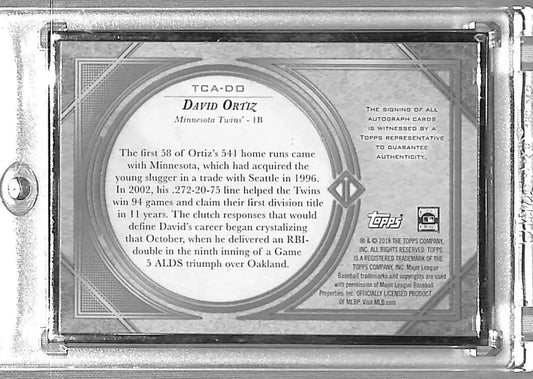 TCA-DO
DAVID ORTIZ
Minnesota Twins® - 1B
The first 58 of Ortiz's 541 home runs came
with Minnesota, which had acquired the
young slugger in a trade with Seattle in 1996.
In 2002, his .272-20-75 line helped the Twins
win 94 games and claim their first division title
in 11 years. The clutch responses that would
define David's career began crystalizing
that October, when he delivered an RBI-
double in the ninth inning of a Game
5 ALDS triumph over Oakland.
THE SIGNING OF ALL
AUTOGRAPH CARDS
IS WITNESSED BY A
TOPPS REPRESENTATIVE
TO GUARANTEE
AUTHENTICITY.
Topps
® & © 2018 THE TOPPS COMPANY,
INC. ALL RIGHTS RESERVED. TOPPS
IS A REGISTERED TRADEMARK OF THE
TOPPS COMPANY, INC. Major League
Baseball trademarks and copyrights are used
with permission of Major League Baseball
Properties, Inc. OFFICIALLY LICENSED PRODUCT
OF MLBP. Visit MLB.com